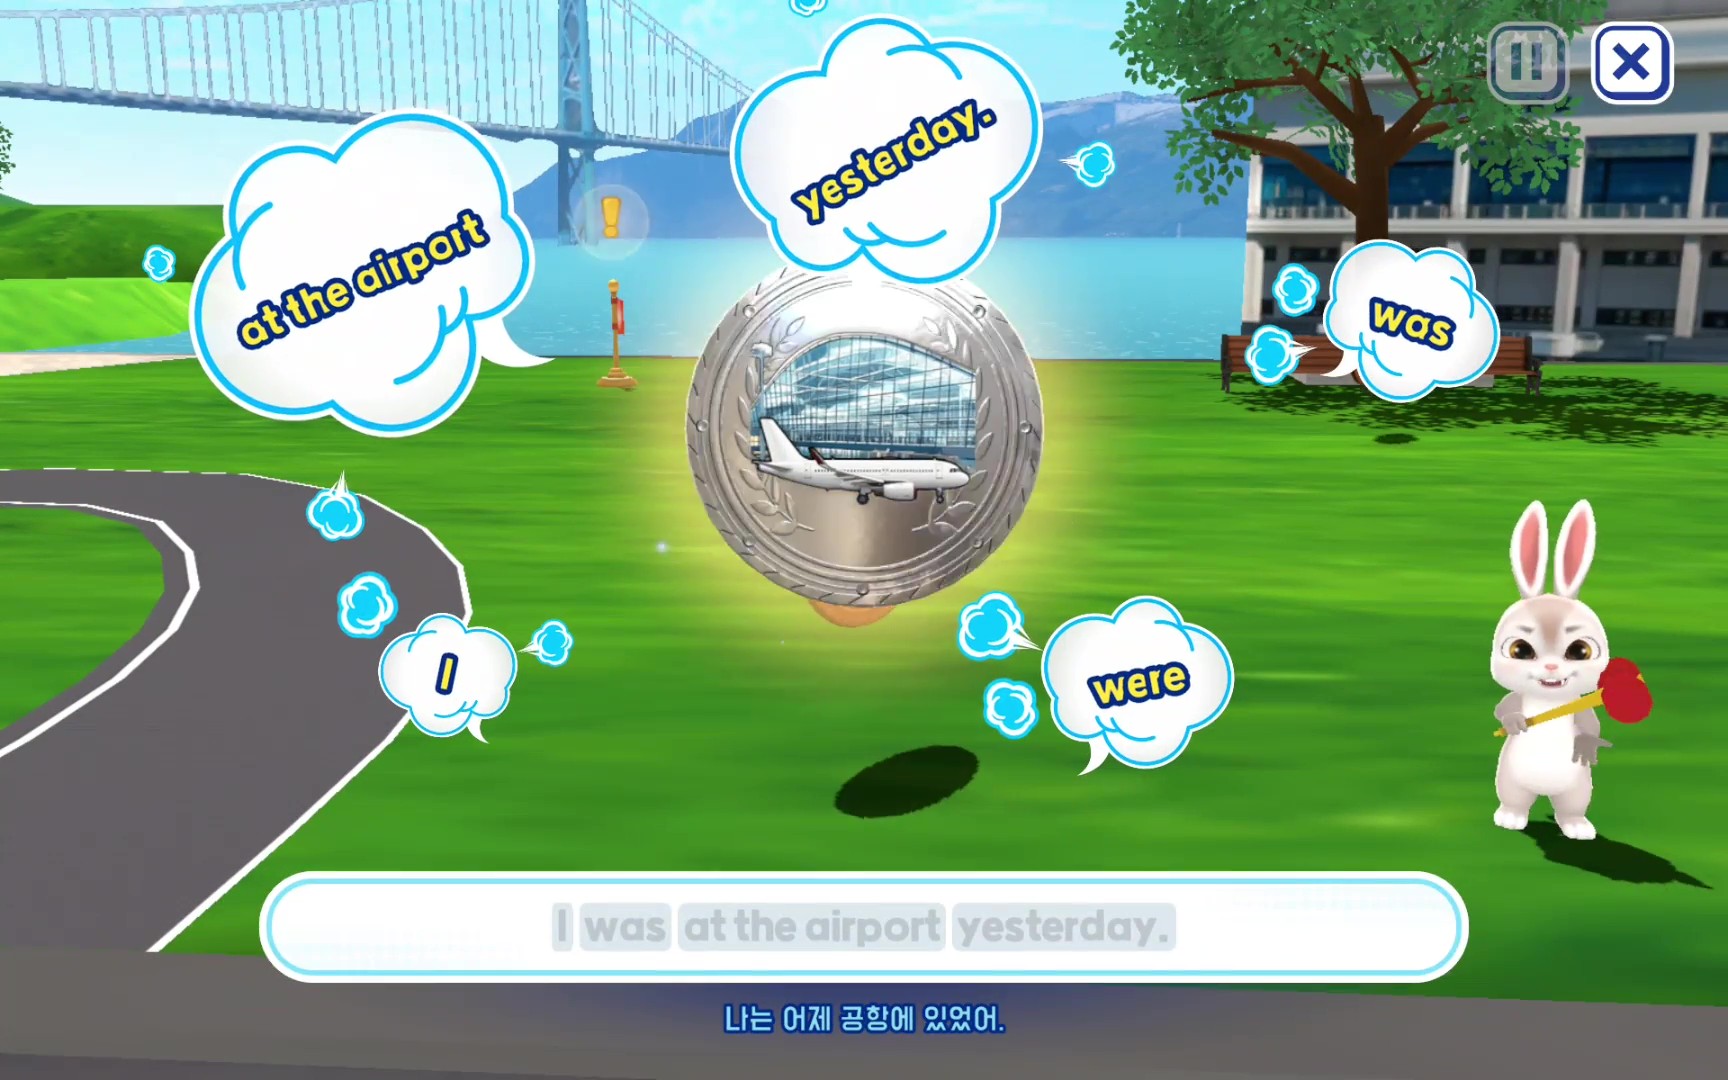 yesterday.
at the airport
was
I
were
I was at the airport yesterday.
나는 어제 공항에 있었어.